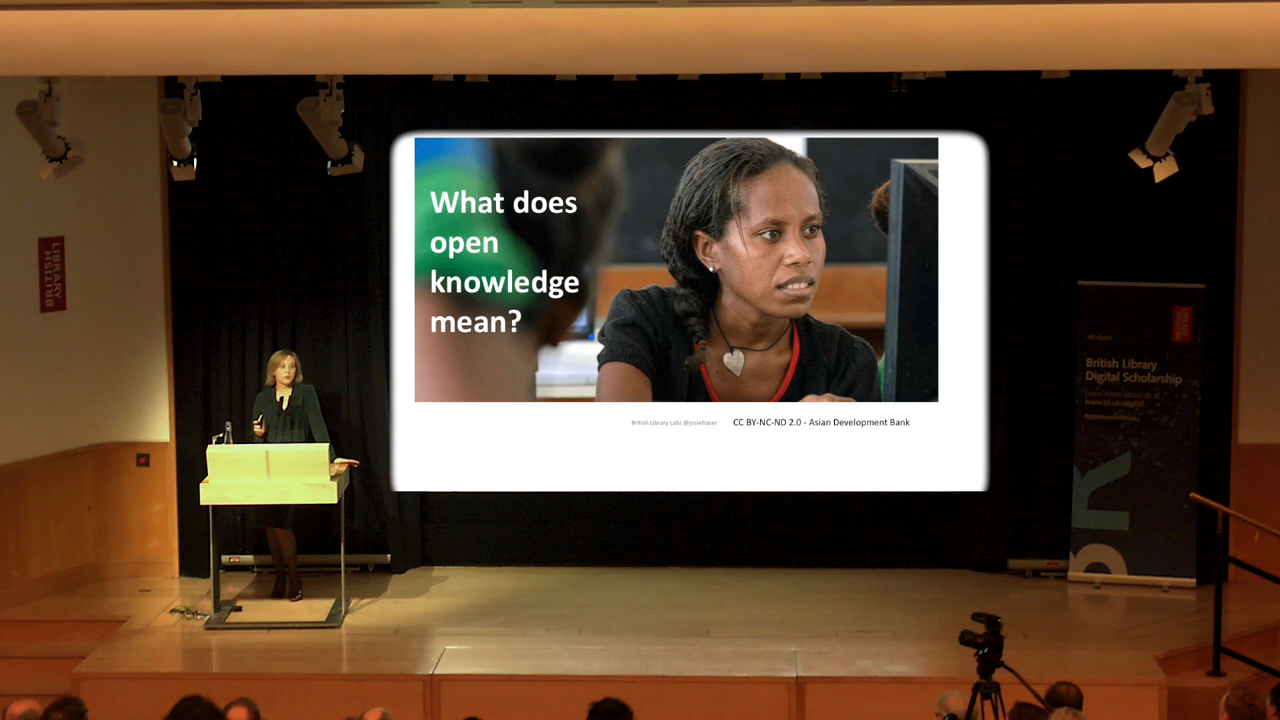 What does
open
knowledge
mean?
British Library Labs @josiefraser
CC BY-NC-ND 2.0 - Asian Development Bank
BRITISH
LIBRARY
British Library
Digital Scholarship